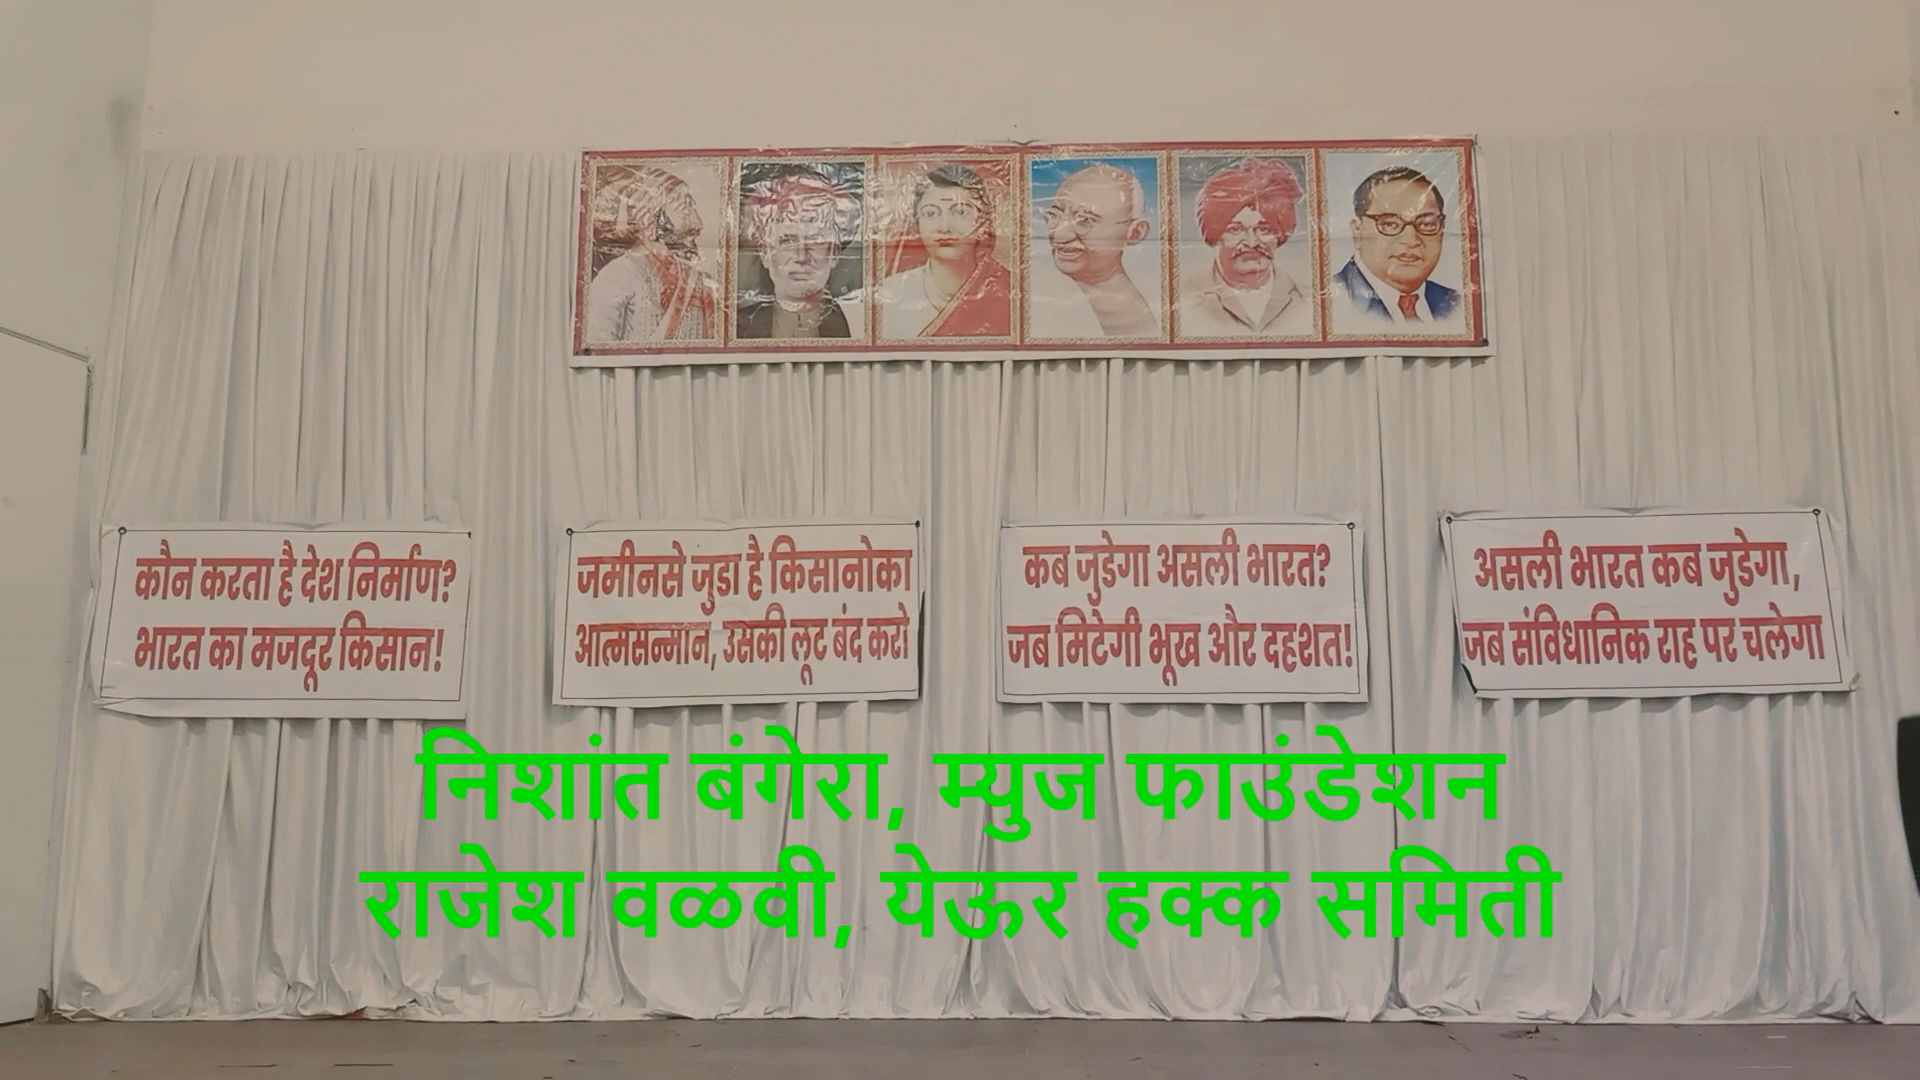 कौन करता है देश निर्माण?
भारत का मजदूर किसान!
जमीनसे जुडा है किसानोका
आत्मसन्मान, उसकी लूट बंद करो
कब जुडेगा असली भारत?
जब मिटेगी भूख और दहशत!
असली भारत कब जुडेगा,
जब संविधानिक राह पर चलेगा
निशांत बंगेरा, म्युज फाउंडेशन
राजेश वळवी, येऊर हक्क समिती